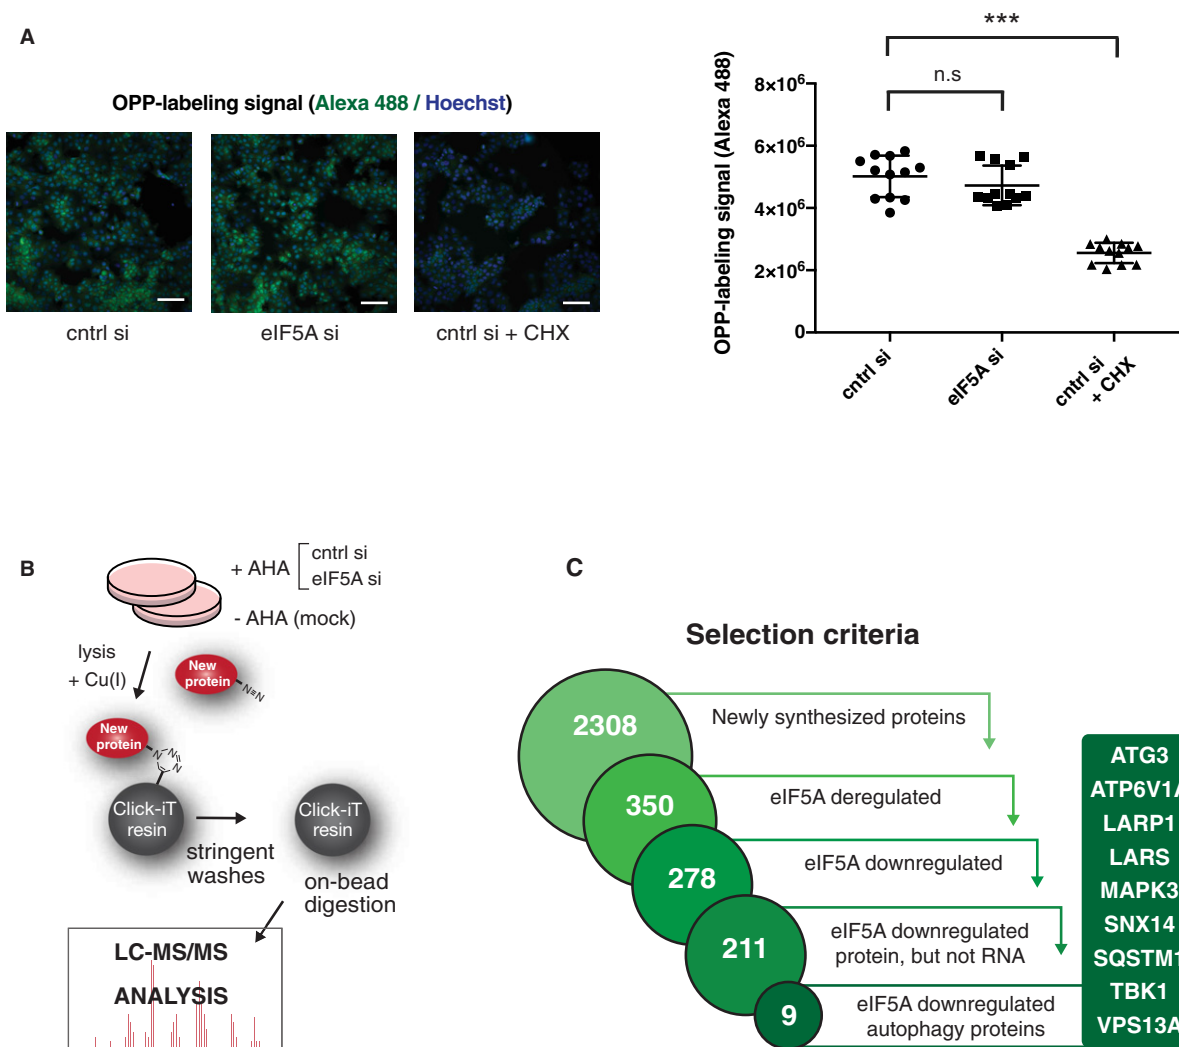 A
OPP-labeling signal (Alexa 488 / Hoechst)
cntrl si
eIF5A si
cntrl si + CHX
***
n.s
OPP-labeling signal (Alexa 488)
8×10⁶
6×10⁶
4×10⁶
2×10⁶
0
cntrl si
eIF5A si
cntrl si
+ CHX
B
+ AHA
cntrl si
eIF5A si
- AHA (mock)
lysis
+ Cu(I)
New
protein
N≡N
New
protein
N
N
N
Click-iT
resin
stringent
washes
Click-iT
resin
on-bead
digestion
LC-MS/MS
ANALYSIS
C
Selection criteria
2308
Newly synthesized proteins
350
eIF5A deregulated
278
eIF5A downregulated
211
eIF5A downregulated
protein, but not RNA
9
eIF5A downregulated
autophagy proteins
ATG3
ATP6V1A
LARP1
LARS
MAPK3
SNX14
SQSTM1
TBK1
VPS13A